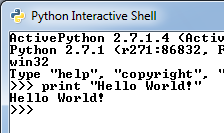 Python Interactive Shell
ActivePython 2.7.1.4 (Activ
Python 2.7.1 (r271:86832, F
win32
Type "help", "copyright", "
>>> print "Hello World!"
Hello World!
>>>